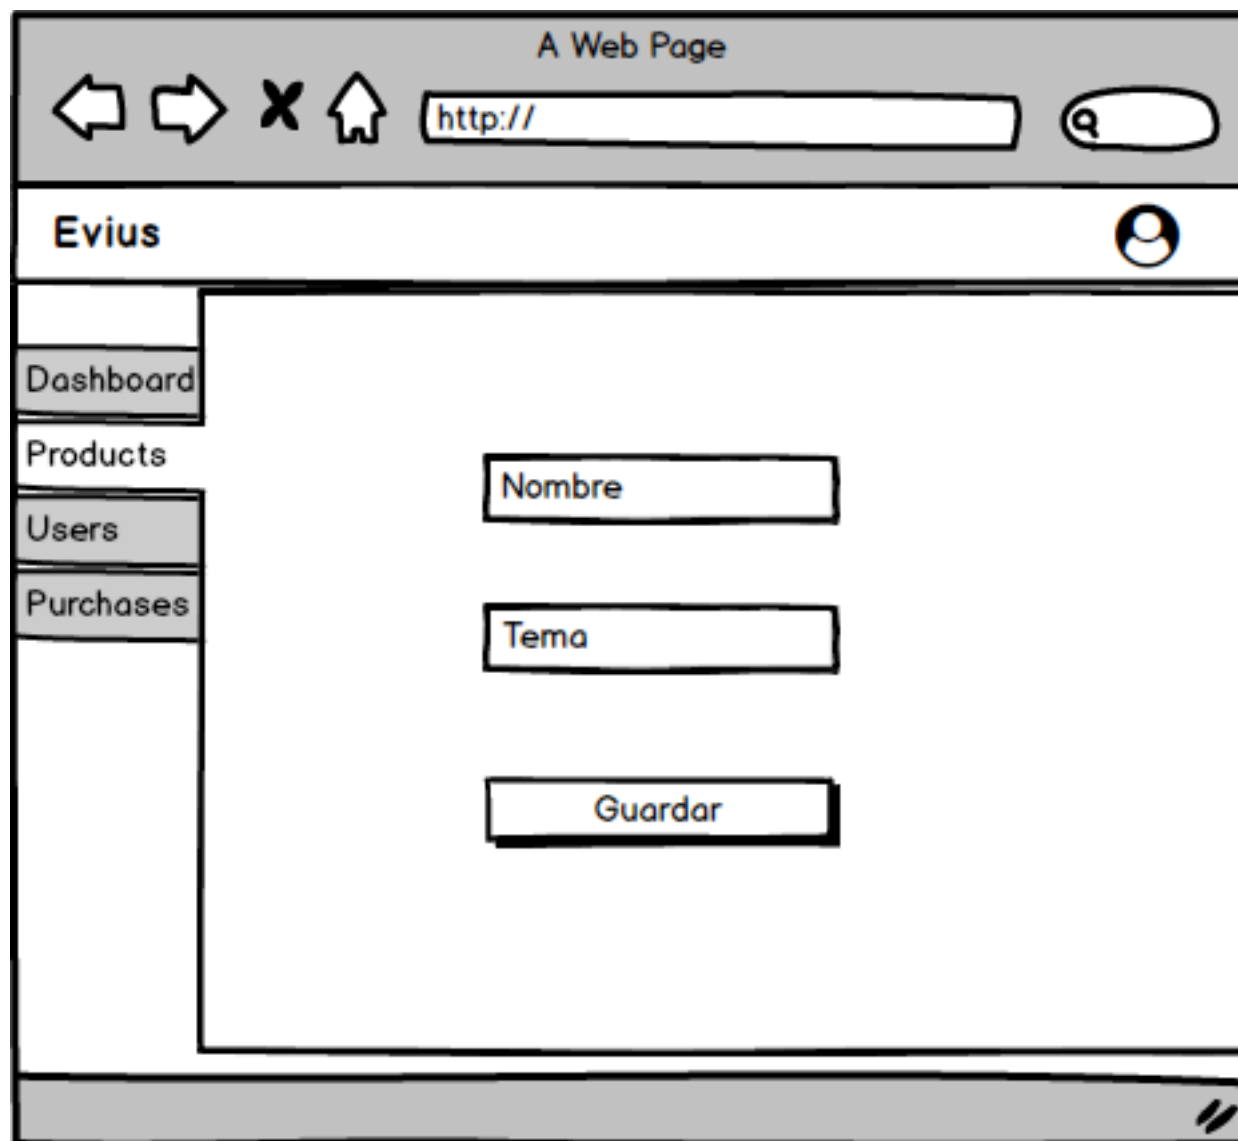 A Web Page
http://
Evius
Dashboard
Products
Users
Purchases
Nombre
Tema
Guardar